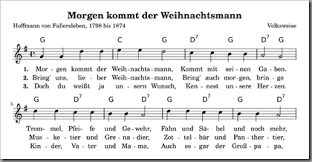 Morgen kommt der Weihnachtsmann
Hoffmann von Fallersleben, 1798 bis 1874 Volksweise
G C G D⁷ G D⁷ G
1. Mor - gen kommt der Weih - nachts - mann, Kommt mit sei - nen Ga - ben.
2. Bring' uns, lie - ber Weih - nachts - mann, Bring' auch mor - gen, brin - ge
3. Doch du weißt ja un - sern Wunsch, Ken - nest un - sere Her - zen.
5
G C G D⁷ G C G D⁷
Trom - mel, Pfei - fe und Ge - wehr, Fahn und Sä - bel und noch mehr,
Mus - ke - tier und Gre - na - dier, Zot - tel - bär und Pan - ther - tier,
Kin - der, Va - ter und Ma - ma, Auch so - gar der Groß - pa - pa,